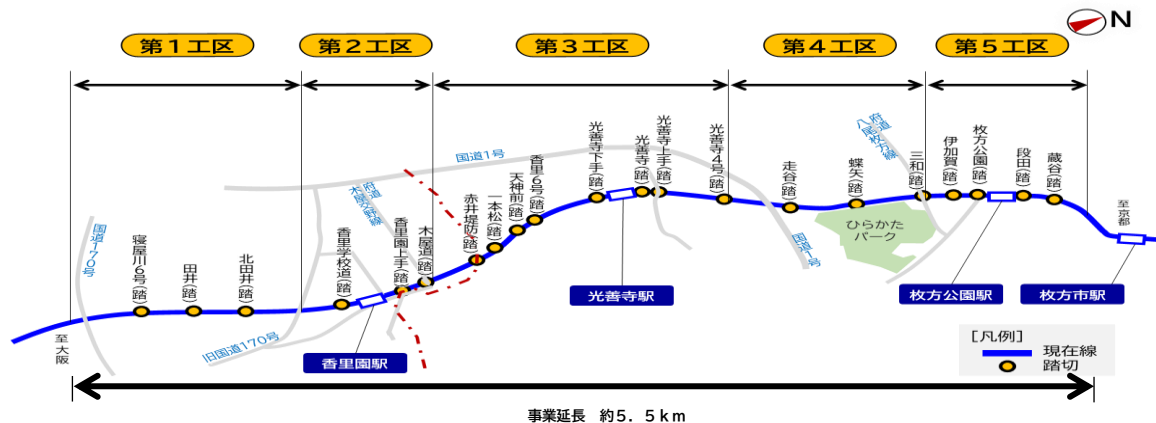 N
第1工区
第2工区
第3工区
第4工区
第5工区
国道170号
寝屋川6号(踏)
田井(踏)
北田井(踏)
香里学校道(踏)
府道
木屋交野線
香里園上手(踏)
木屋道(踏)
国道1号
赤井堤防(踏)
一本松(踏)
天神前(踏)
香里6号(踏)
光善寺下手(踏)
光善寺(踏)
光善寺上手(踏)
光善寺4号(踏)
走谷(踏)
国道1号
蝶矢(踏)
府道
八尾枚方線
三和(踏)
伊加賀(踏)
枚方公園(踏)
段田(踏)
蔵谷(踏)
至京都
ひらかた
パーク
至大阪
旧国道170号
香里園駅
光善寺駅
枚方公園駅
枚方市駅
[凡例]
現在線
踏切
事業延長 約5.5km